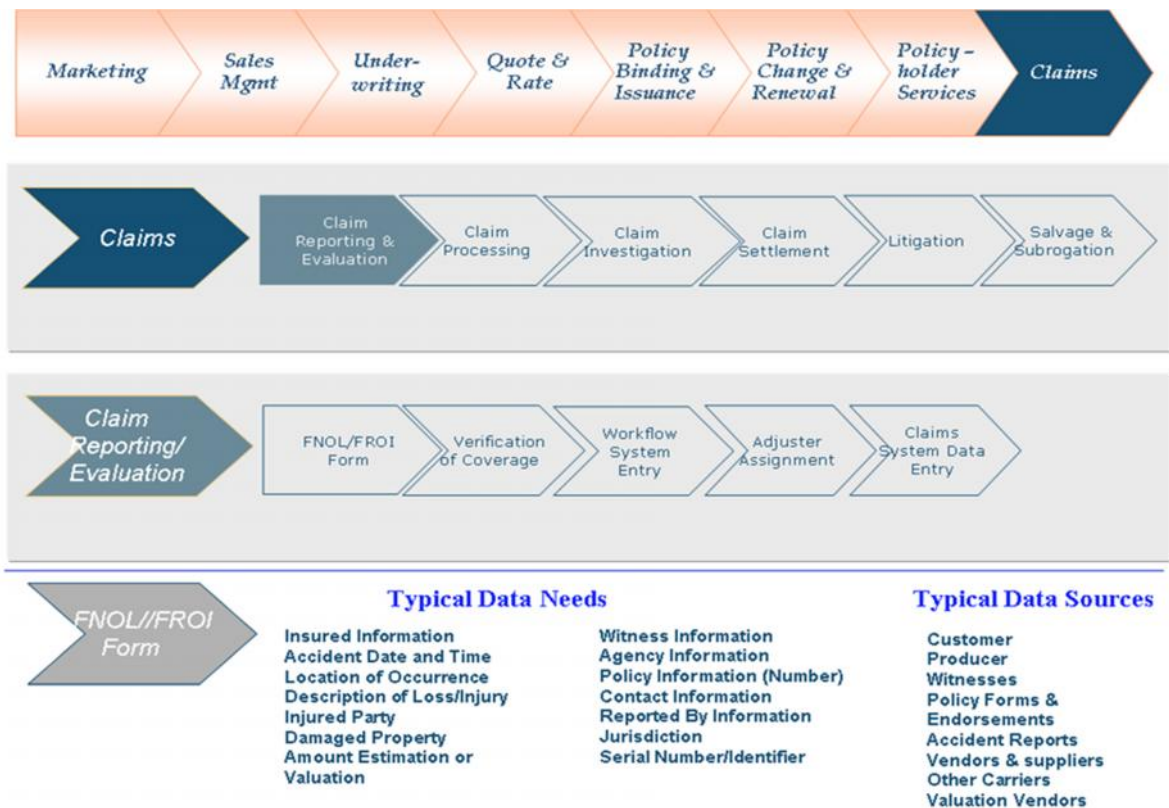 Marketing
Sales
Mgmt
Under-
writing
Quote &
Rate
Policy
Binding &
Issuance
Policy
Change &
Renewal
Policy –
holder
Services
Claims
Claims
Claim
Reporting &
Evaluation
Claim
Processing
Claim
Investigation
Claim
Settlement
Litigation
Salvage &
Subrogation
Claim
Reporting/
Evaluation
FNOL/FROI
Form
Verification
of Coverage
Workflow
System
Entry
Adjuster
Assignment
Claims
System Data
Entry
FNOL//FROI
Form
Typical Data Needs
Insured Information
Accident Date and Time
Location of Occurrence
Description of Loss/Injury
Injured Party
Damaged Property
Amount Estimation or
Valuation
Witness Information
Agency Information
Policy Information (Number)
Contact Information
Reported By Information
Jurisdiction
Serial Number/Identifier
Typical Data Sources
Customer
Producer
Witnesses
Policy Forms &
Endorsements
Accident Reports
Vendors & suppliers
Other Carriers
Valuation Vendors